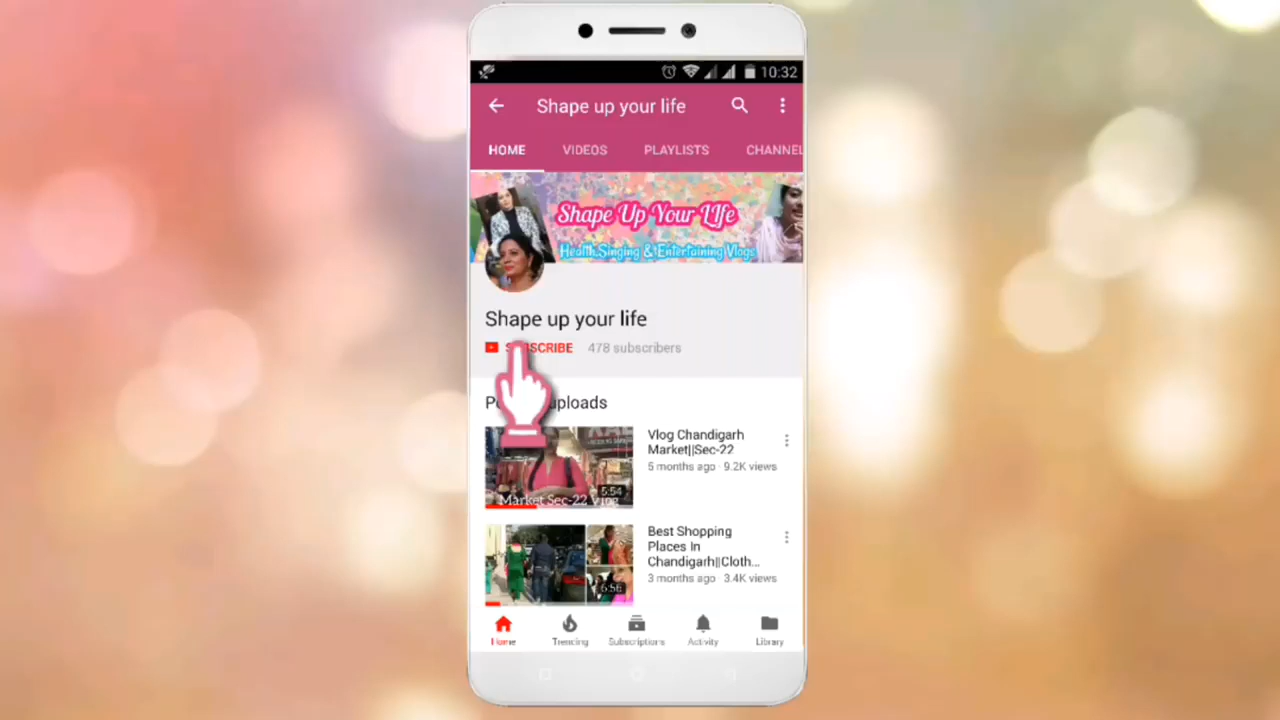 10:32
Shape up your life
HOME VIDEOS PLAYLISTS CHANNEL
Shape Up Your LIfe
Health,Singing & Entertaining Vlogs
Shape up your life
SUBSCRIBE 478 subscribers
uploads
Vlog Chandigarh
Market||Sec-22
5 months ago · 9.2K views
5:54
Market Sec-22 Vlog
Best Shopping
Places In
Chandigarh||Cloth...
3 months ago · 3.4K views
6:56
Home Trending Subscriptions Activity Library